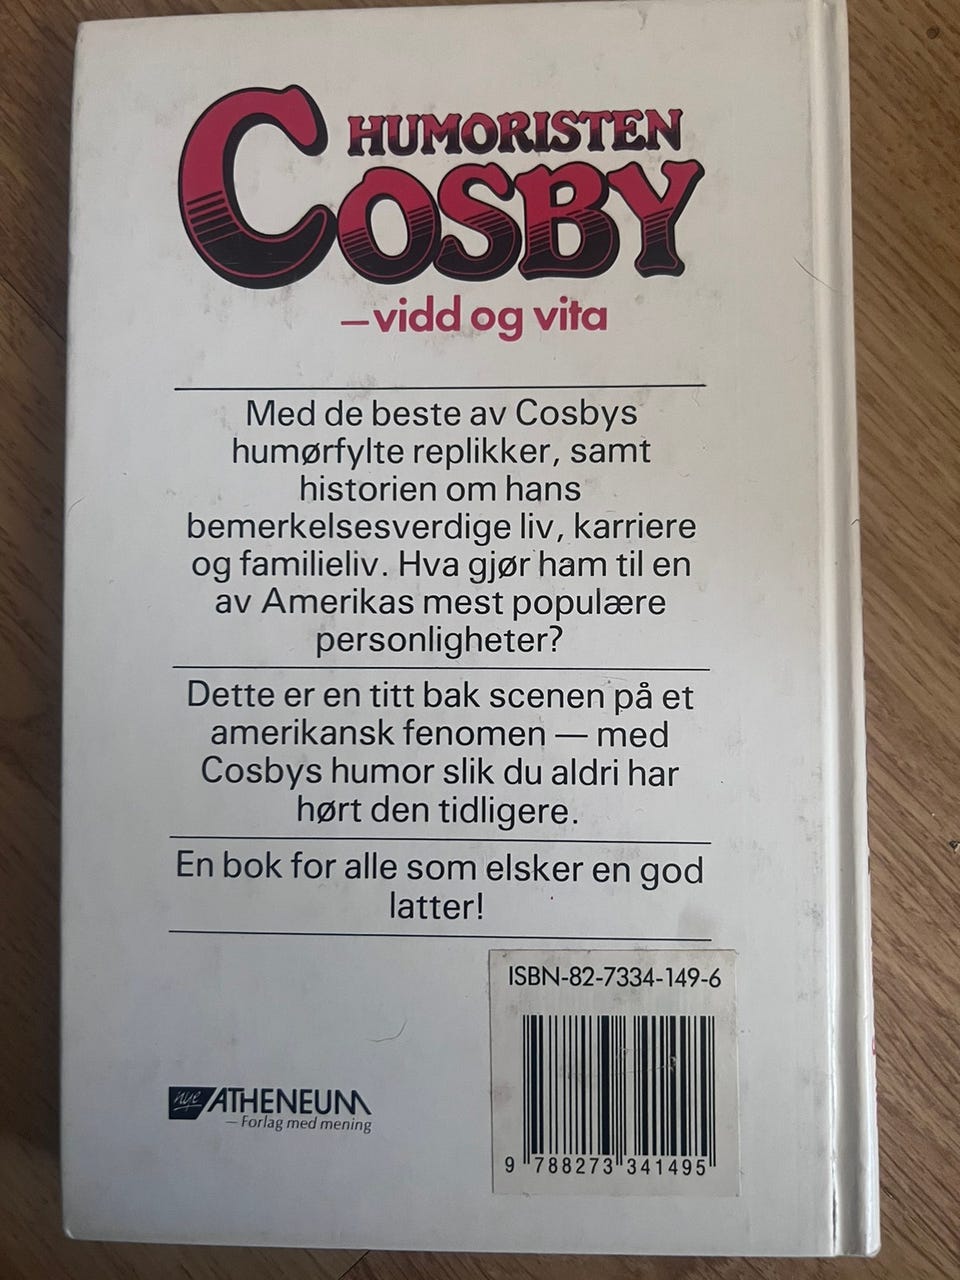 HUMORISTEN
COSBY
–vidd og vita
Med de beste av Cosbys
humørfylte replikker, samt
historien om hans
bemerkelsesverdige liv, karriere
og familieliv. Hva gjør ham til en
av Amerikas mest populære
personligheter?
Dette er en titt bak scenen på et
amerikansk fenomen — med
Cosbys humor slik du aldri har
hørt den tidligere.
En bok for alle som elsker en god
latter!
ISBN-82-7334-149-6
9 788273 341495
nye ATHENEUM
– Forlag med mening